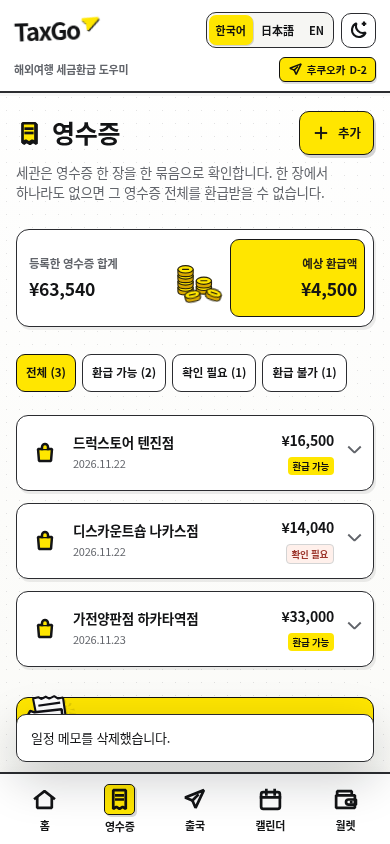 TaxGo
한국어 日本語 EN
해외여행 세금환급 도우미
후쿠오카 D-2
영수증
추가
세관은 영수증 한 장을 한 묶음으로 확인합니다. 한 장에서
하나라도 없으면 그 영수증 전체를 환급받을 수 없습니다.
등록한 영수증 합계
¥63,540
예상 환급액
¥4,500
전체 (3) 환급 가능 (2) 확인 필요 (1) 환급 불가 (1)
드럭스토어 텐진점
2026.11.22
¥16,500
환급 가능
디스카운트숍 나카스점
2026.11.22
¥14,040
확인 필요
가전양판점 하카타역점
2026.11.23
¥33,000
환급 가능
일정 메모를 삭제했습니다.
홈 영수증 출국 캘린더 월렛